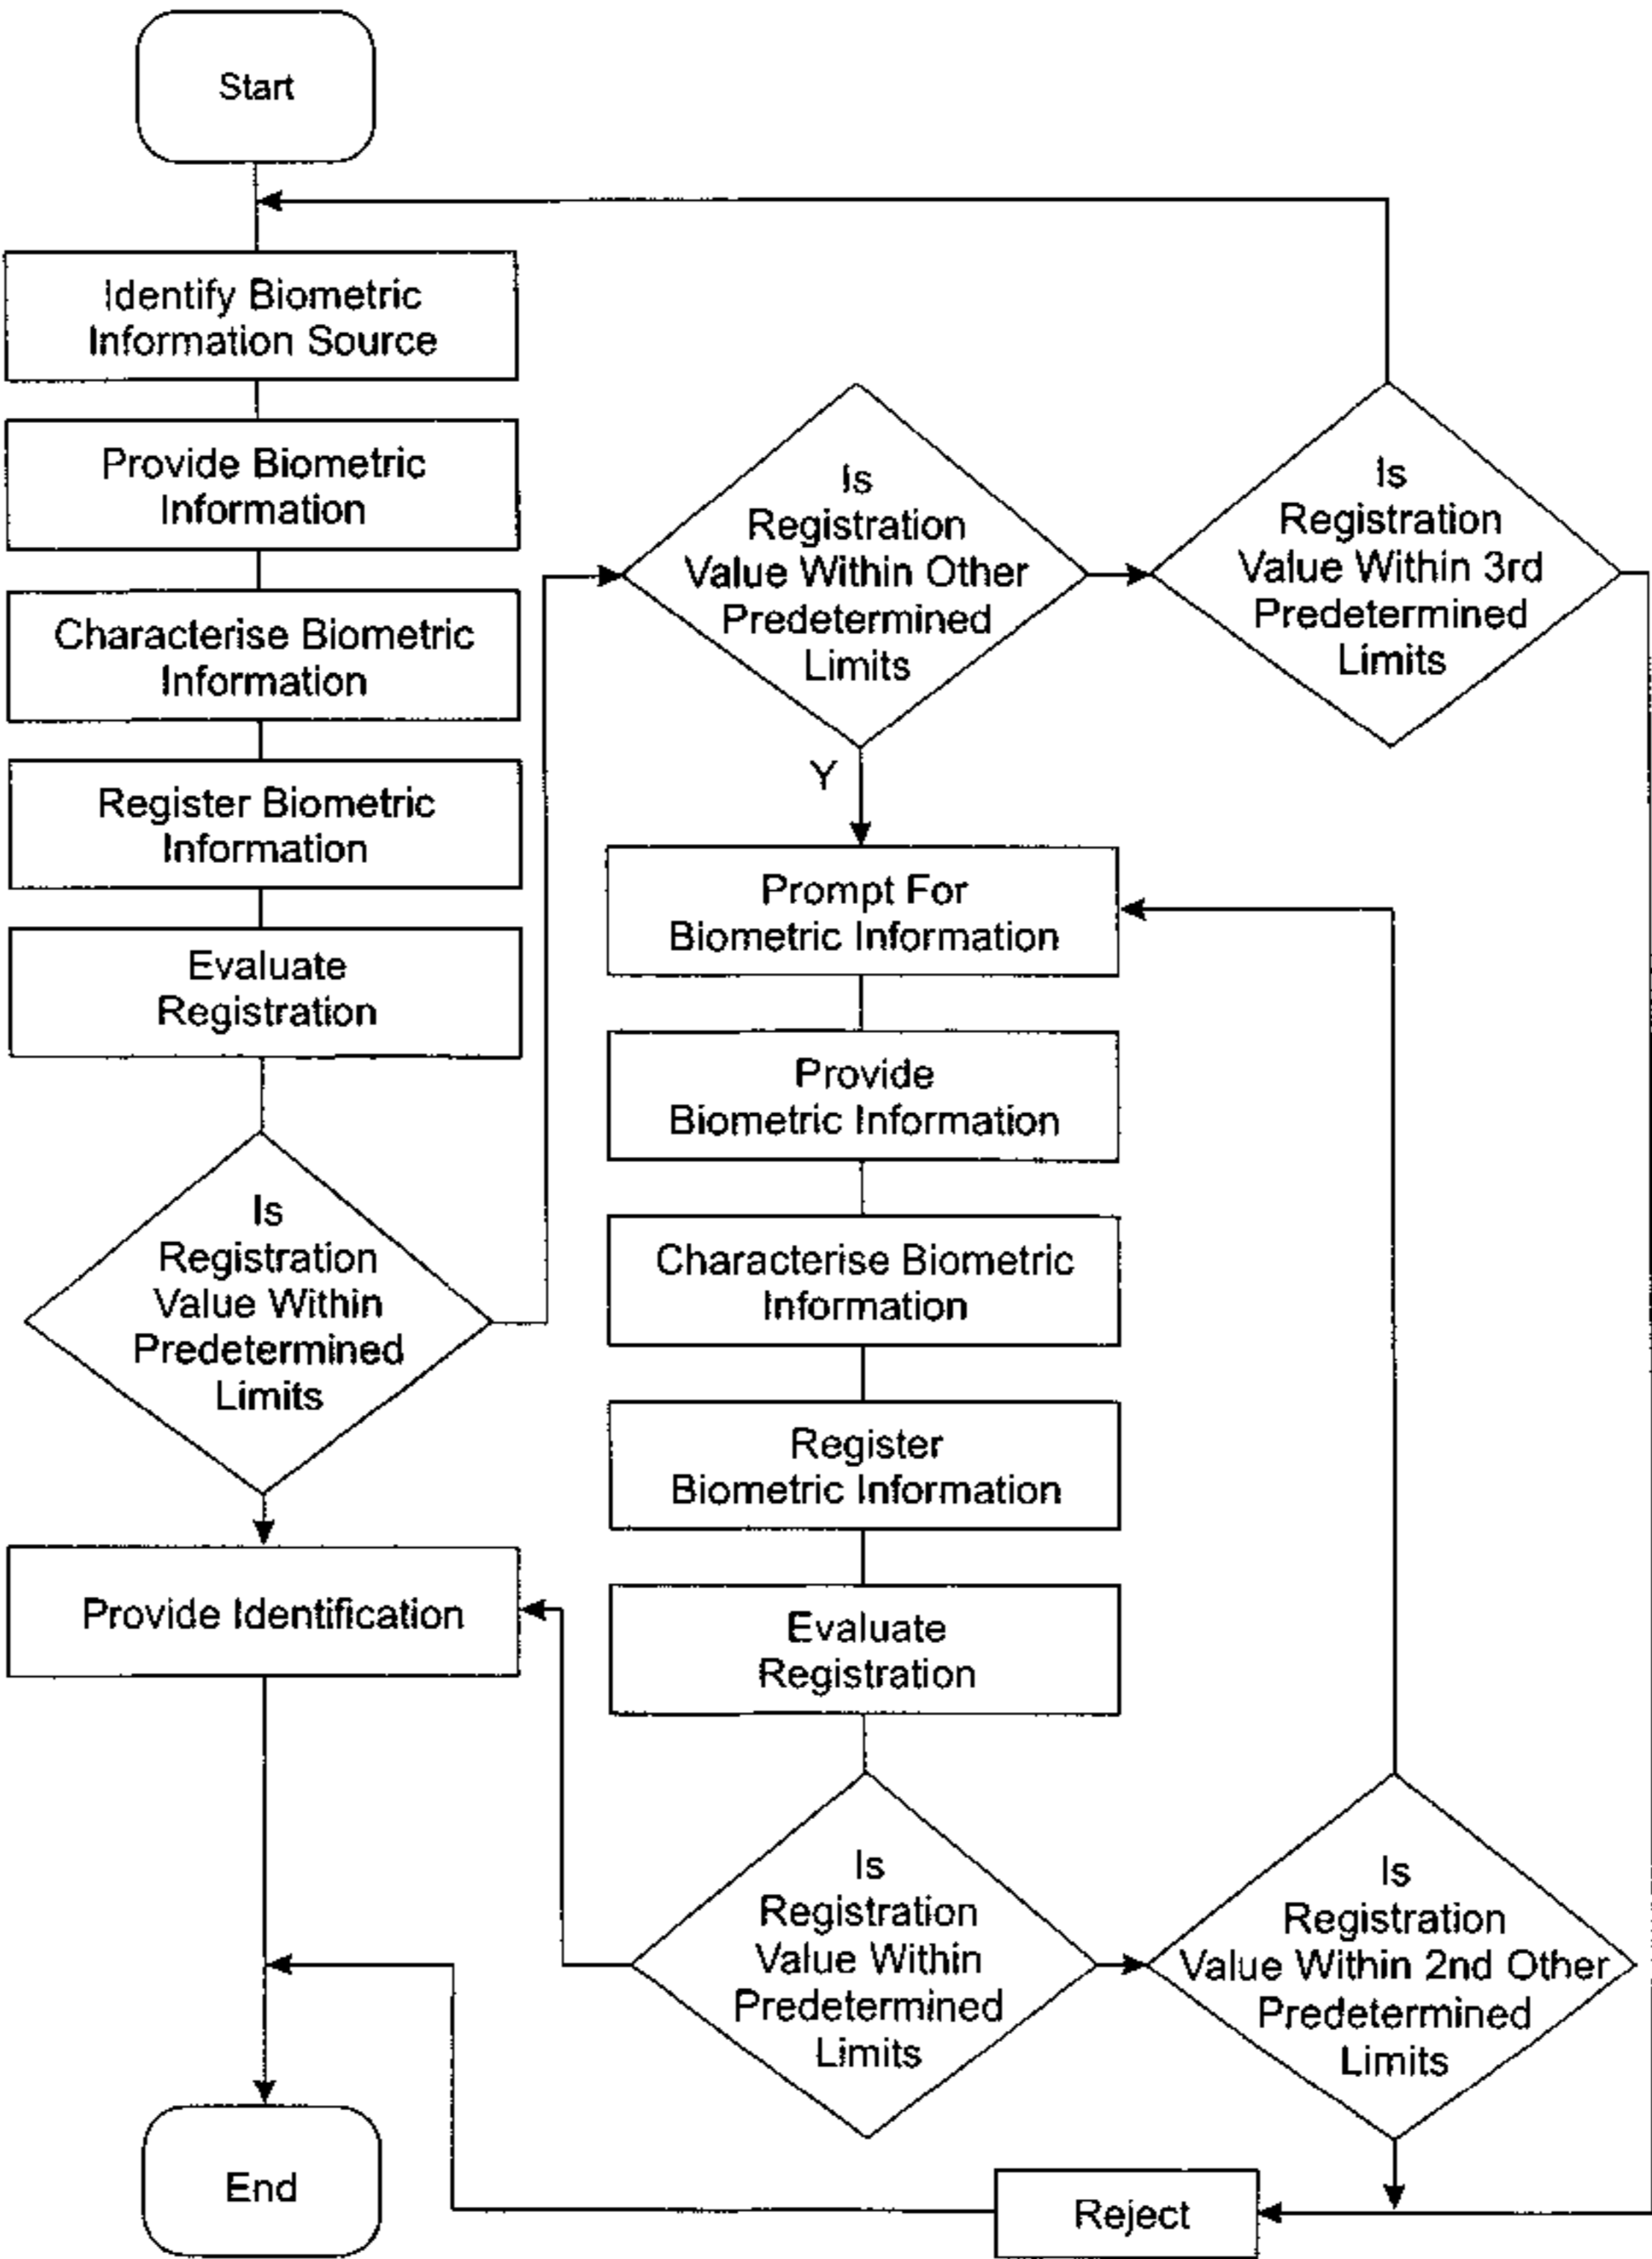 Start
Identify Biometric
Information Source
Provide Biometric
Information
Characterise Biometric
Information
Register Biometric
Information
Evaluate
Registration
Is
Registration
Value Within
Predetermined
Limits
Provide Identification
End
Is
Registration
Value Within Other
Predetermined
Limits
Y
Prompt For
Biometric Information
Provide
Biometric Information
Characterise Biometric
Information
Register
Biometric Information
Evaluate
Registration
Is
Registration
Value Within
Predetermined
Limits
Is
Registration
Value Within 3rd
Predetermined
Limits
Is
Registration
Value Within 2nd Other
Predetermined
Limits
Reject